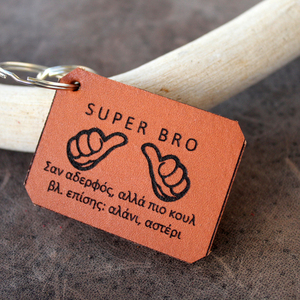 SUPER BRO
Σαν αδερφός, αλλά πιο κουλ
βλ. επίσης: αλάνι, αστέρι